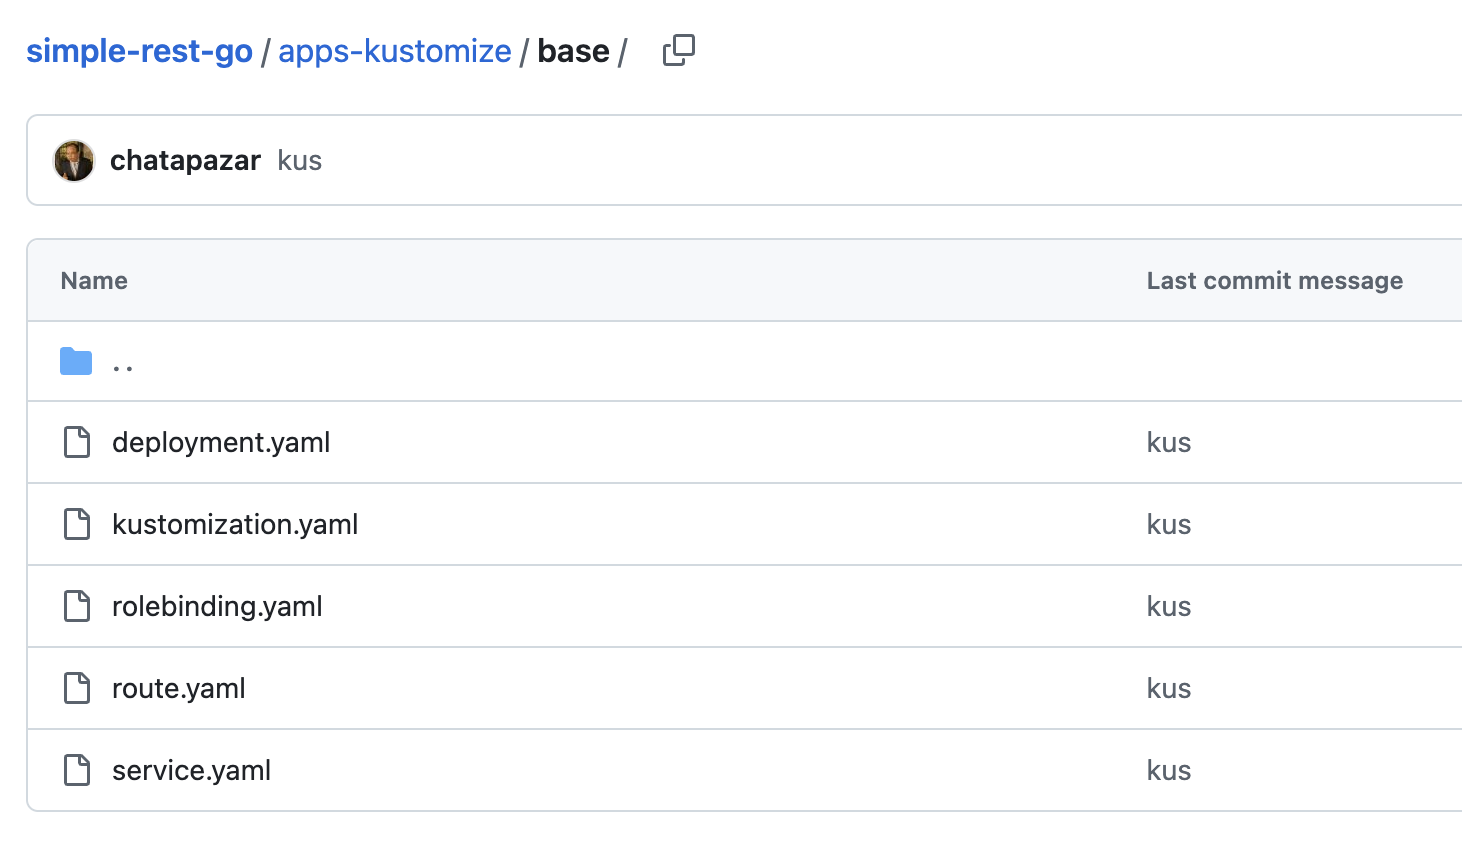 simple-rest-go / apps-kustomize / base /
chatapazar kus
Name Last commit message
..
deployment.yaml kus
kustomization.yaml kus
rolebinding.yaml kus
route.yaml kus
service.yaml kus